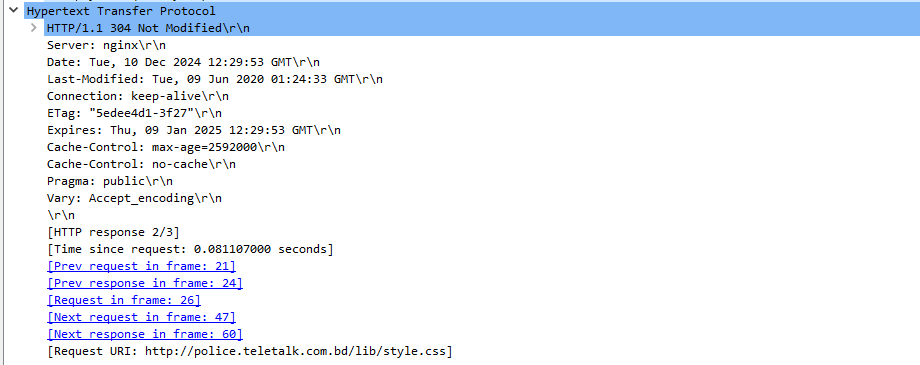 Hypertext Transfer Protocol
HTTP/1.1 304 Not Modified\r\n
Server: nginx\r\n
Date: Tue, 10 Dec 2024 12:29:53 GMT\r\n
Last-Modified: Tue, 09 Jun 2020 01:24:33 GMT\r\n
Connection: keep-alive\r\n
ETag: "5edee4d1-3f27"\r\n
Expires: Thu, 09 Jan 2025 12:29:53 GMT\r\n
Cache-Control: max-age=2592000\r\n
Cache-Control: no-cache\r\n
Pragma: public\r\n
Vary: Accept_encoding\r\n
\r\n
[HTTP response 2/3]
[Time since request: 0.081107000 seconds]
[Prev request in frame: 21]
[Prev response in frame: 24]
[Request in frame: 26]
[Next request in frame: 47]
[Next response in frame: 60]
[Request URI: http://police.teletalk.com.bd/lib/style.css]